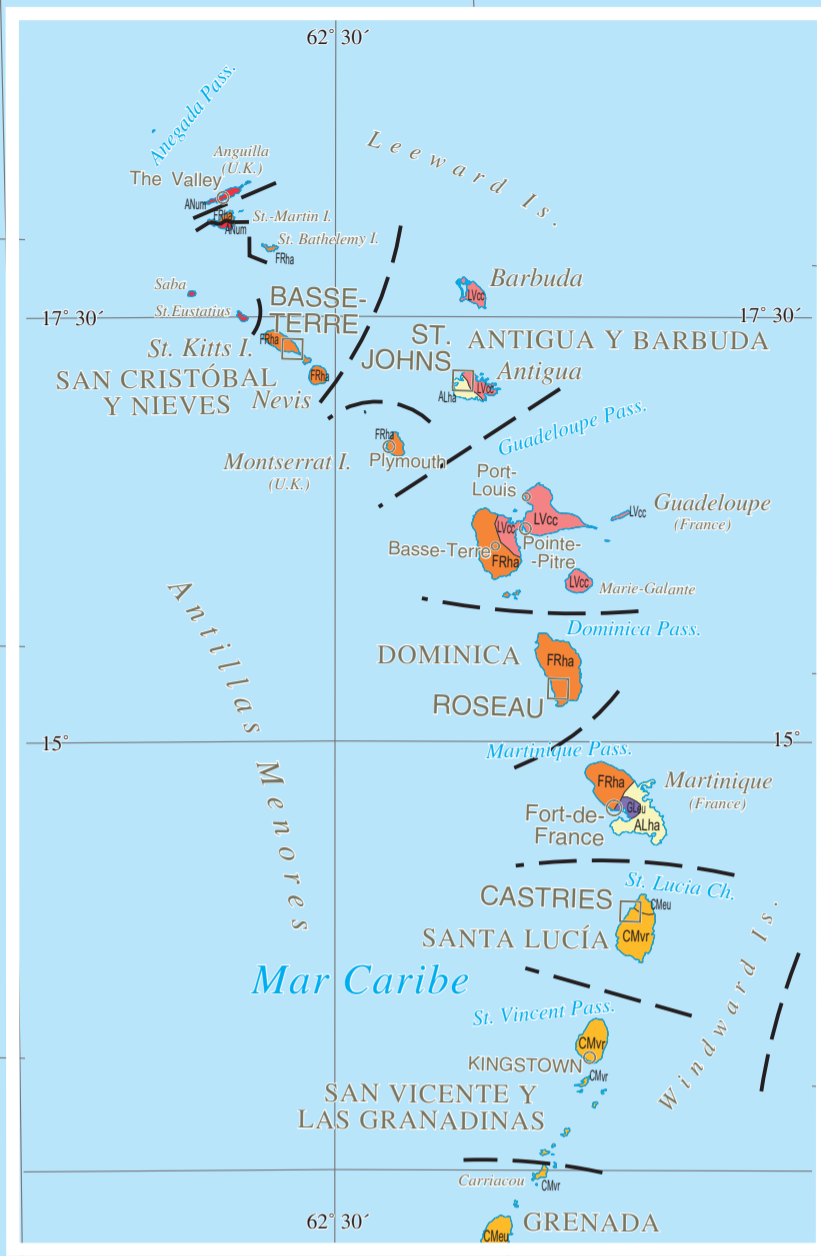 62° 30´
Anegada Pass.
Leeward Is.
Anguilla
(U.K.)
The Valley
ANum
FRha
St.-Martin I.
ANum
St. Bathelemy I.
FRha
Saba
St.Eustatius
Barbuda
LVcc
BASSE-
TERRE
17° 30´
17° 30´
FRha
St. Kitts I.
ST.
JOHNS
ANTIGUA Y BARBUDA
Antigua
LVcc
ALha
FRha
SAN CRISTÓBAL
Y NIEVES
Nevis
Guadeloupe Pass.
FRha
Montserrat I.
(U.K.)
Plymouth
Port-
Louis
Guadeloupe
(France)
LVcc
LVcc
LVcc
Basse-Terre
Pointe-
-Pitre
FRha
LVcc
Marie-Galante
Antillas Menores
Dominica Pass.
DOMINICA
FRha
ROSEAU
15°
15°
Martinique Pass.
FRha
Martinique
(France)
GLeu
Fort-de-
France
ALha
St. Lucia Ch.
CASTRIES
CMeu
SANTA LUCÍA
CMvr
Mar Caribe
Windward Is.
St. Vincent Pass.
CMvr
KINGSTOWN
CMvr
SAN VICENTE Y
LAS GRANADINAS
Carriacou
CMvr
62° 30´
GRENADA
CMeu